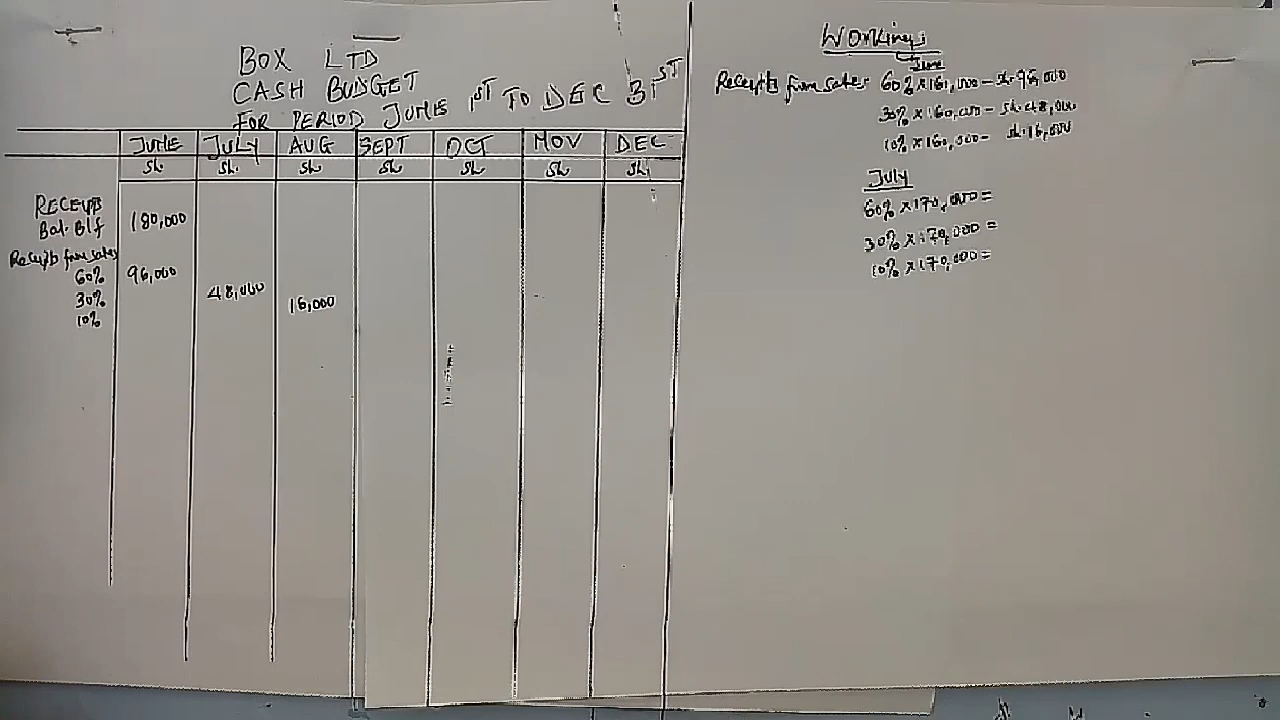 BOX LTD
CASH BUDGET
FOR PERIOD JUNE 1ST TO DEC 31ST
JUNE JULY AUG SEPT OCT NOV DEC
sh. sh. sh sh sh sh sh
RECEIPTS
Bal. B/f 180,000
Receipts from sales
60% 96,000
30% 48,000
10% 16,000
Workings
June
Receipts from sales 60% x 160,000 - sh. 96,000
30% x 160,000 - sh. 48,000
10% x 160,000 - sh. 16,000
July
60% x 170,000 =
30% x 170,000 =
10% x 170,000 =